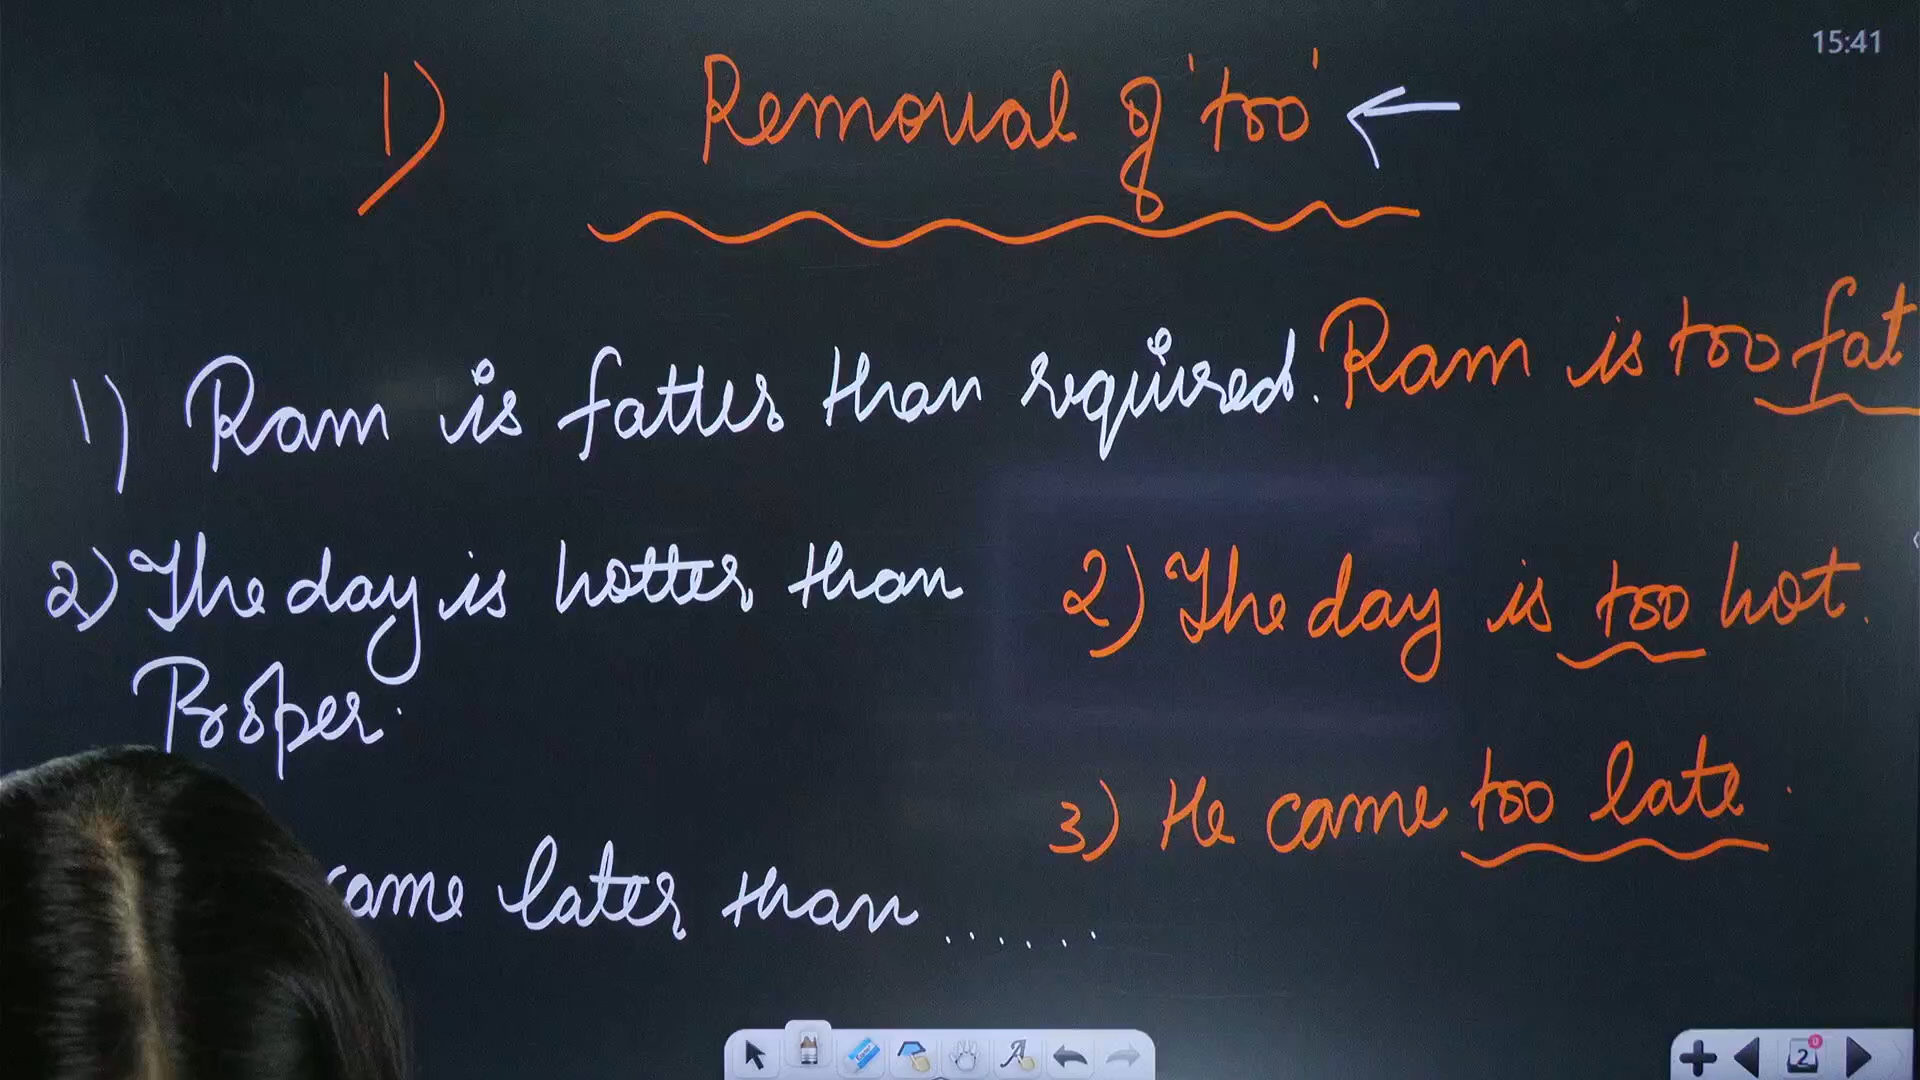 15:41
1) Removal of 'too' ←
1) Ram is fatter than required. Ram is too fat
2) The day is hotter than
Proper.
2) The day is too hot.
3) He came too late.
came later than ......
2